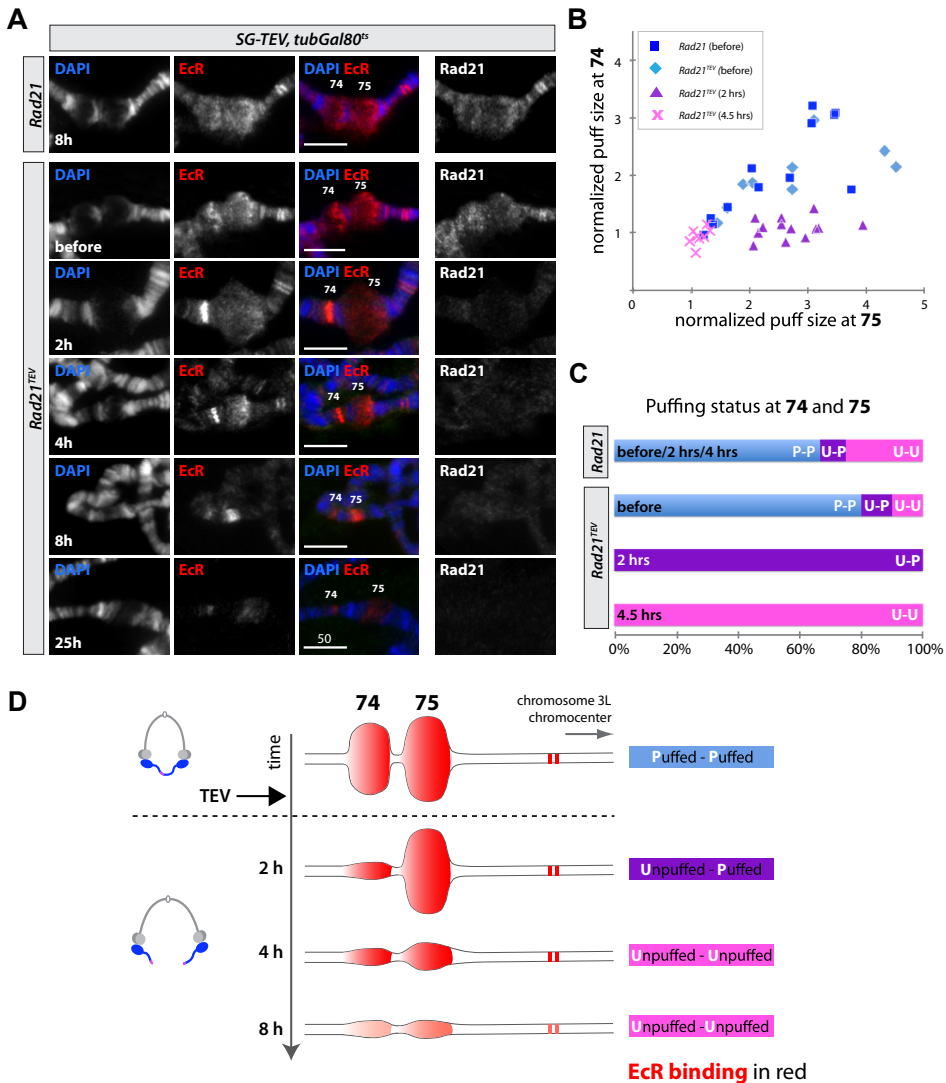 A
SG-TEV, tubGal80ts
Rad21
DAPI
EcR
DAPI EcR
Rad21
74 75
8h
Rad21TEV
DAPI
EcR
DAPI EcR
Rad21
74 75
before
DAPI
EcR
DAPI EcR
Rad21
74 75
2h
DAPI
EcR
DAPI EcR
Rad21
74 75
4h
DAPI
EcR
DAPI EcR
Rad21
74 75
8h
DAPI
EcR
DAPI EcR
Rad21
74 75
25h
50
B
normalized puff size at 74
4
3
2
1
Rad21 (before)
Rad21TEV (before)
Rad21TEV (2 hrs)
Rad21TEV (4.5 hrs)
0 1 2 3 4 5
normalized puff size at 75
C
Puffing status at 74 and 75
Rad21
before/2 hrs/4 hrs P-P U-P U-U
Rad21TEV
before P-P U-P U-U
2 hrs U-P
4.5 hrs U-U
0% 20% 40% 60% 80% 100%
D
74 75
chromosome 3L
chromocenter
time
Puffed - Puffed
TEV
2 h
Unpuffed - Puffed
4 h
Unpuffed - Unpuffed
8 h
Unpuffed - Unpuffed
EcR binding in red